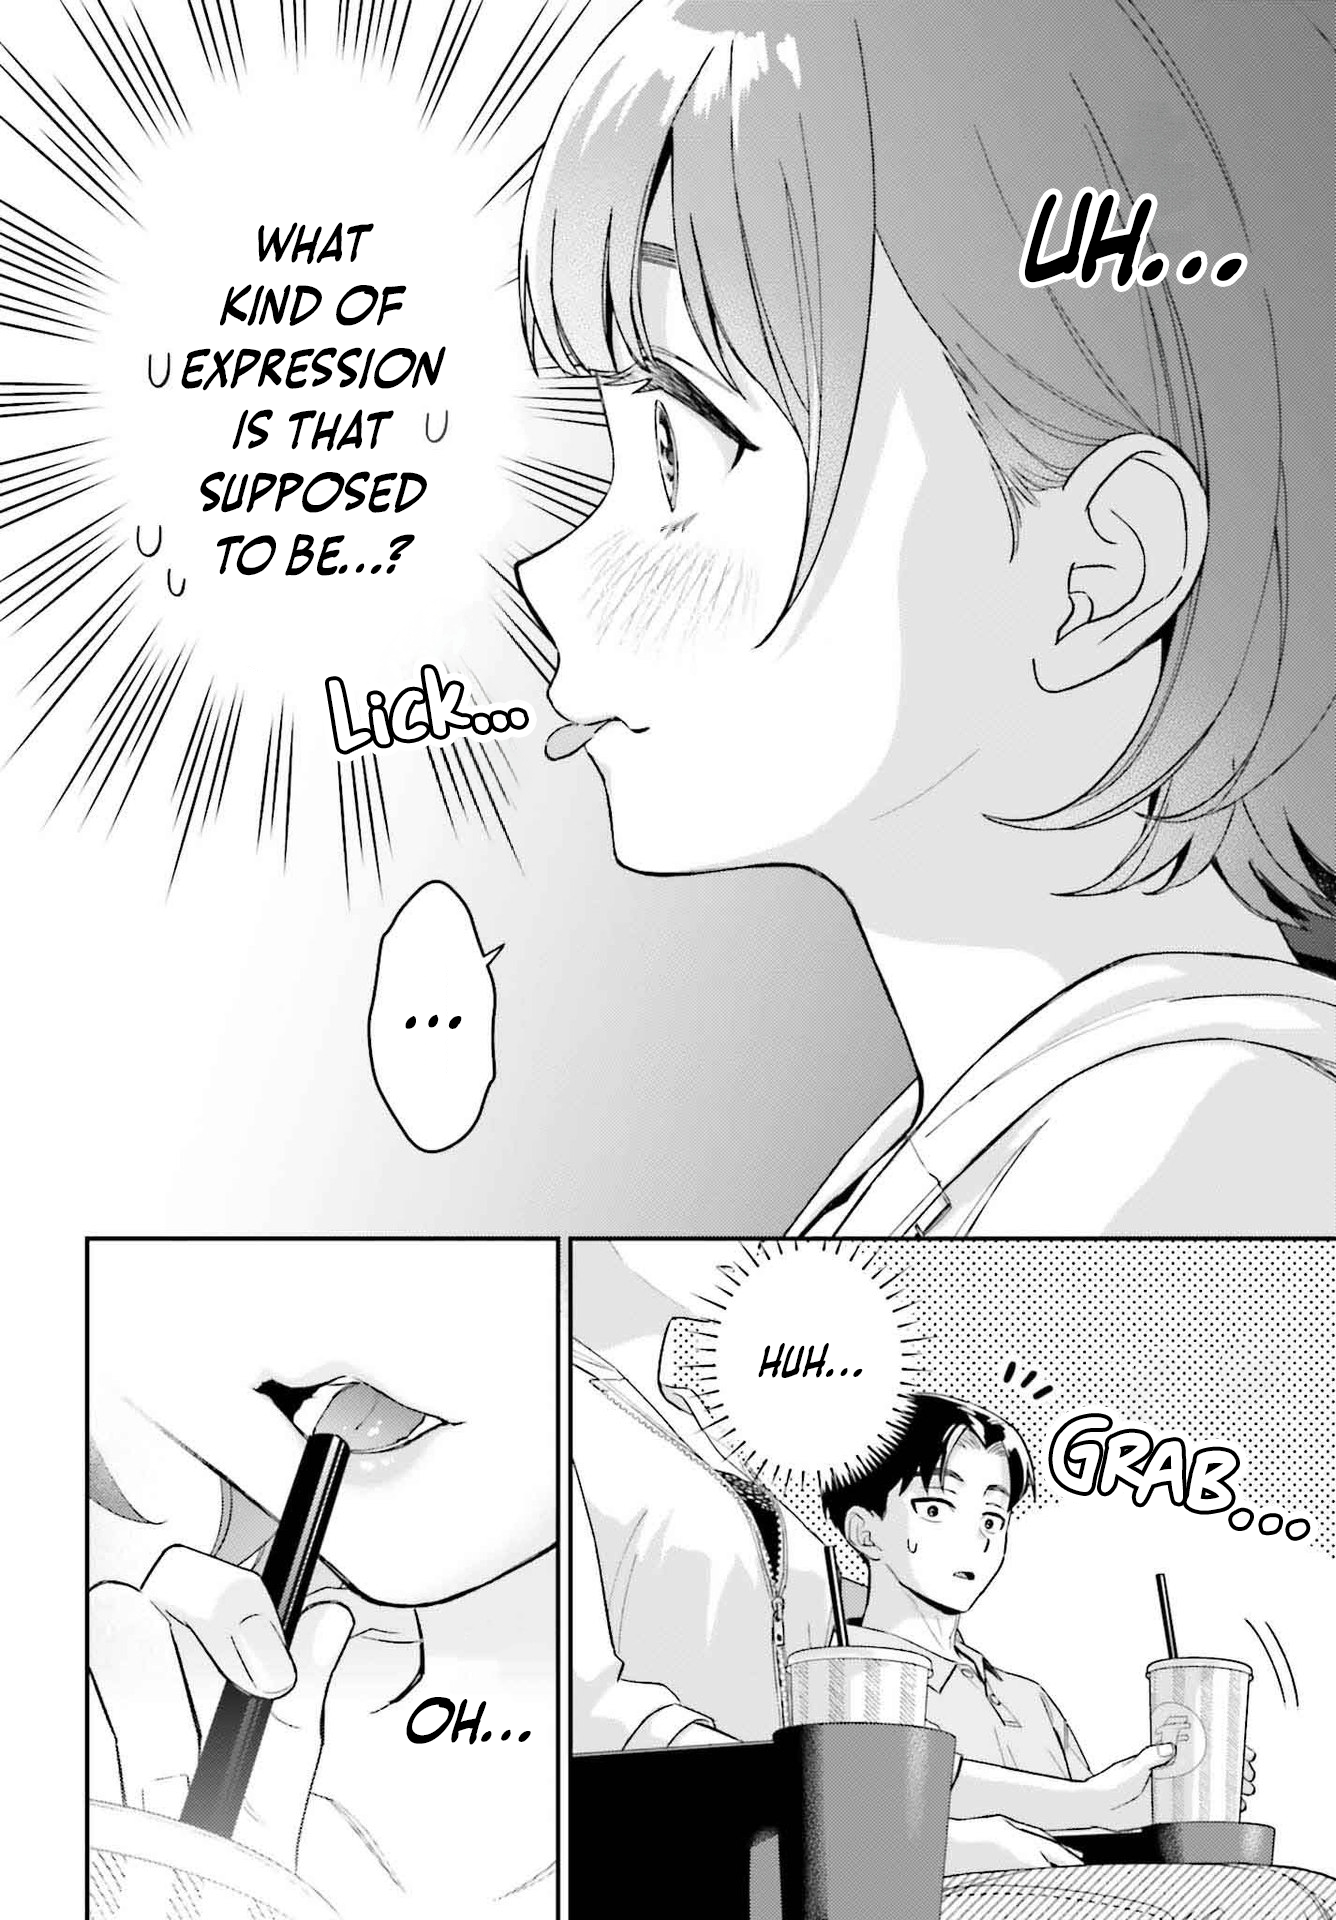 UH...
WHAT
KIND OF
EXPRESSION
IS THAT
SUPPOSED
TO BE...?
Lick...
...
HUH...
GRAB...
OH...